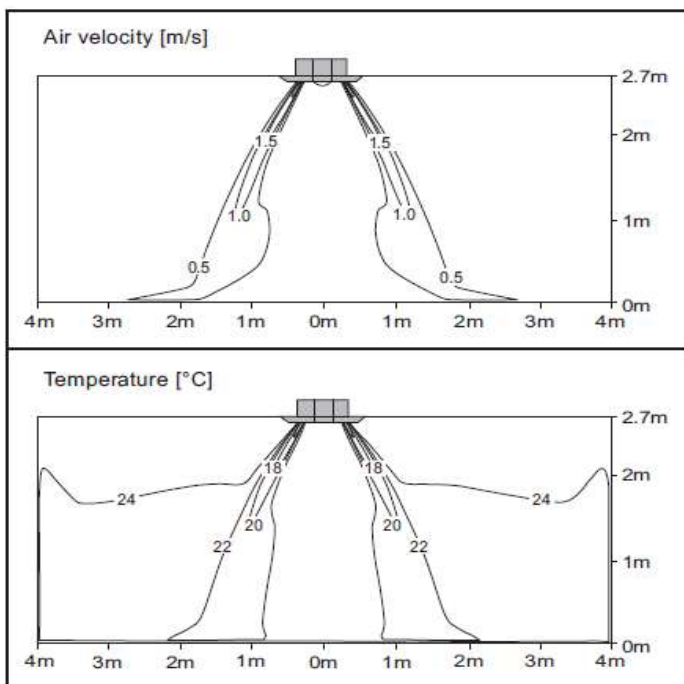 Air velocity [m/s]
2.7m
2m
1.5 1.5
1.0 1.0
1m
0.5 0.5
0m
4m 3m 2m 1m 0m 1m 2m 3m 4m
Temperature [°C]
2.7m
18 18
2m
24 24
20 20
22 22
1m
0m
4m 3m 2m 1m 0m 1m 2m 3m 4m